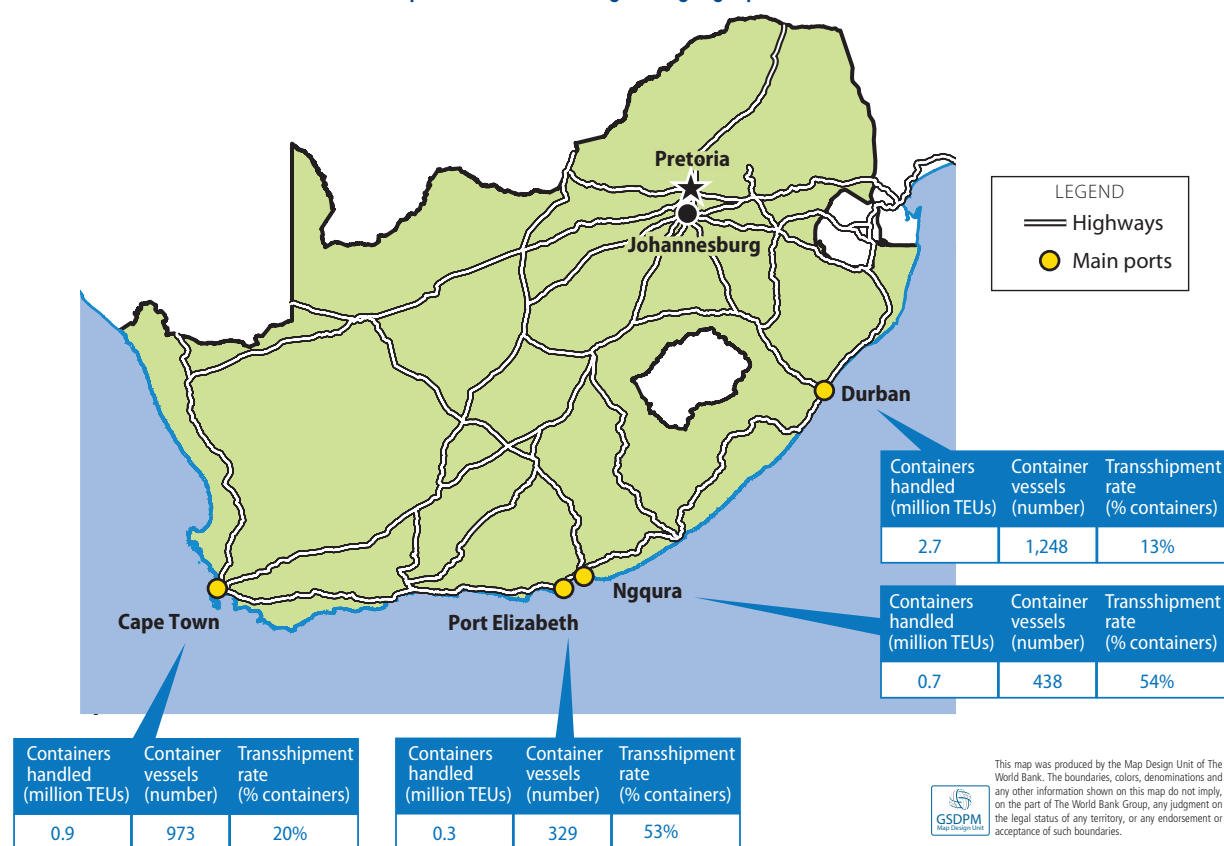 Pretoria
Johannesburg
LEGEND
Highways
Main ports
Durban
Containers handled (million TEUs)
Container vessels (number)
Transshipment rate (% containers)
2.7
1,248
13%
Ngqura
Containers handled (million TEUs)
Container vessels (number)
Transshipment rate (% containers)
0.7
438
54%
Cape Town
Port Elizabeth
Containers handled (million TEUs)
Container vessels (number)
Transshipment rate (% containers)
0.9
973
20%
Containers handled (million TEUs)
Container vessels (number)
Transshipment rate (% containers)
0.3
329
53%
GSDPM
Map Design Unit
This map was produced by the Map Design Unit of The
World Bank. The boundaries, colors, denominations and
any other information shown on this map do not imply,
on the part of The World Bank Group, any judgment on
the legal status of any territory, or any endorsement or
acceptance of such boundaries.